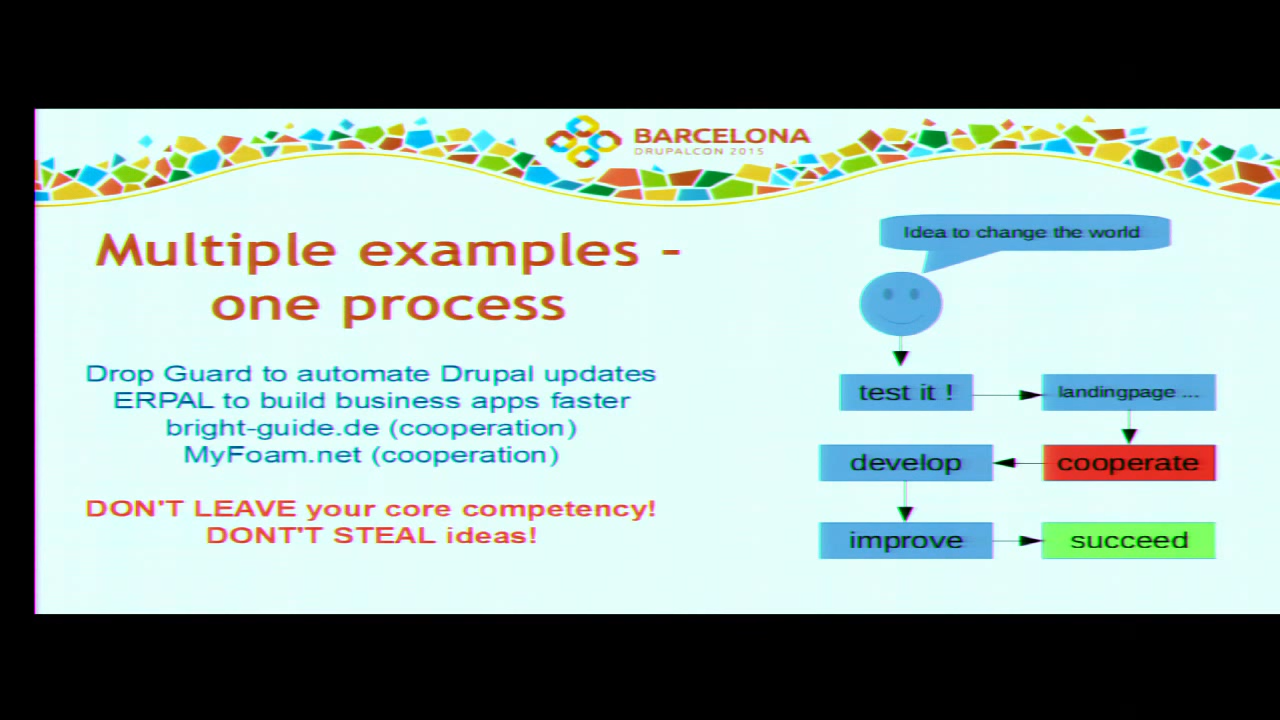 BARCELONA
DRUPALCON 2015
Multiple examples -
one process
Drop Guard to automate Drupal updates
ERPAL to build business apps faster
bright-guide.de (cooperation)
MyFoam.net (cooperation)
DON'T LEAVE your core competency!
DONT'T STEAL ideas!
Idea to change the world
test it !
landingpage ...
develop
cooperate
improve
succeed